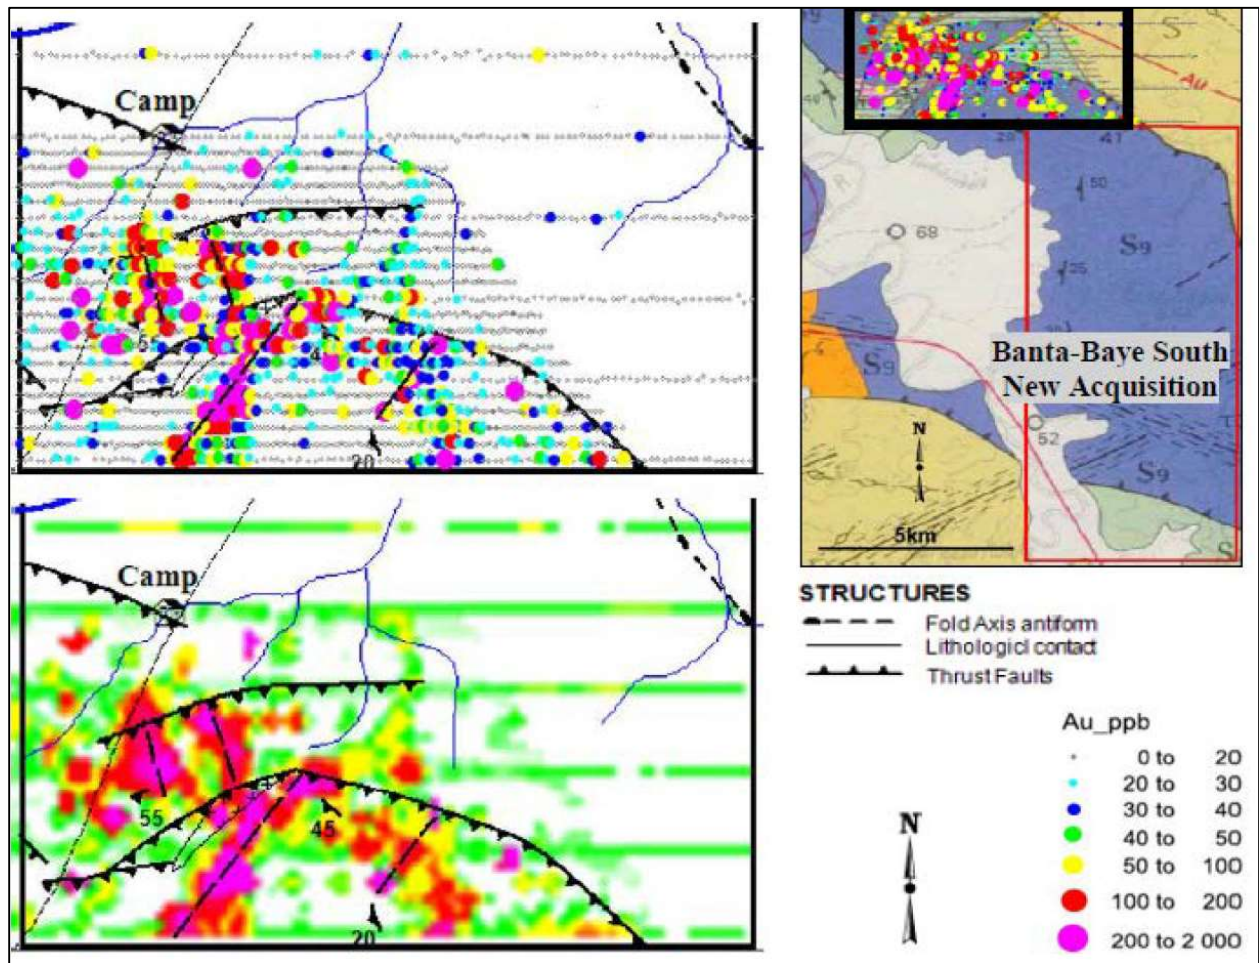 Camp
55
4
20
Camp
55
45
20
S
Au
41
50
68
S9
25
Banta-Baye South
New Acquisition
S9
N
52
S9
5km
S
STRUCTURES
Fold Axis antiform
Lithologicl contact
Thrust Faults
Au_ppb
0 to 20
20 to 30
30 to 40
40 to 50
50 to 100
100 to 200
200 to 2 000
N